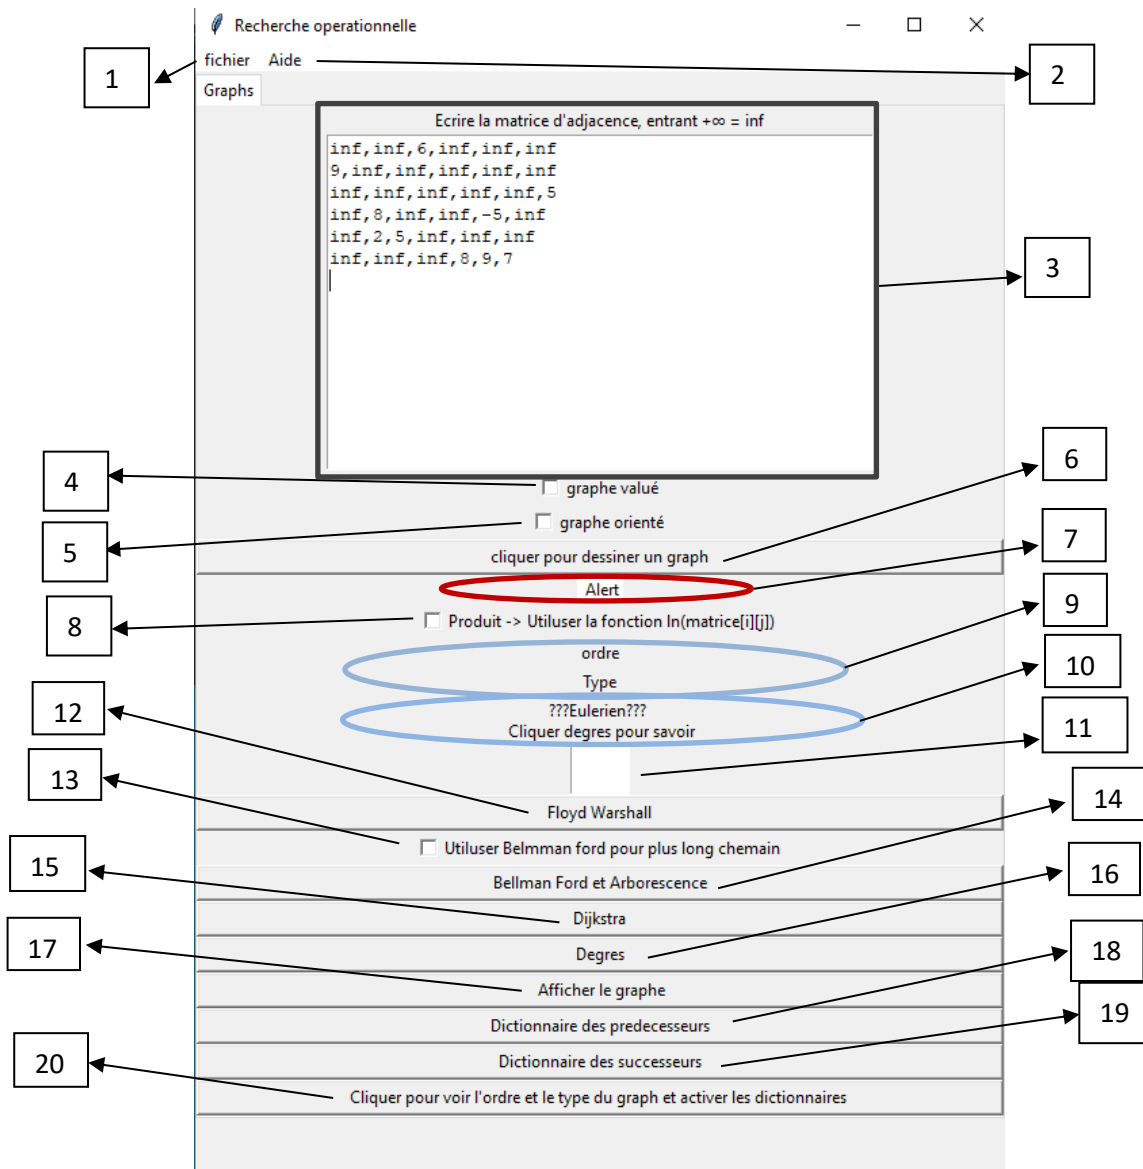 Recherche operationnelle
fichier Aide
1
2
Graphs
Ecrire la matrice d'adjacence, entrant +∞ = inf
inf,inf,6,inf,inf,inf
9,inf,inf,inf,inf,inf
inf,inf,inf,inf,inf,5
inf,8,inf,inf,-5,inf
inf,2,5,inf,inf,inf
inf,inf,inf,8,9,7
3
4
graphe valué
6
5
graphe orienté
cliquer pour dessiner un graph
7
Alert
8
Produit -> Utiluser la fonction ln(matrice[i][j])
9
ordre
Type
10
12
???Eulerien???
Cliquer degres pour savoir
11
13
Floyd Warshall
14
Utiluser Belmman ford pour plus long chemain
15
Bellman Ford et Arborescence
16
Dijkstra
17
Degres
18
Afficher le graphe
Dictionnaire des predecesseurs
19
Dictionnaire des successeurs
20
Cliquer pour voir l'ordre et le type du graph et activer les dictionnaires